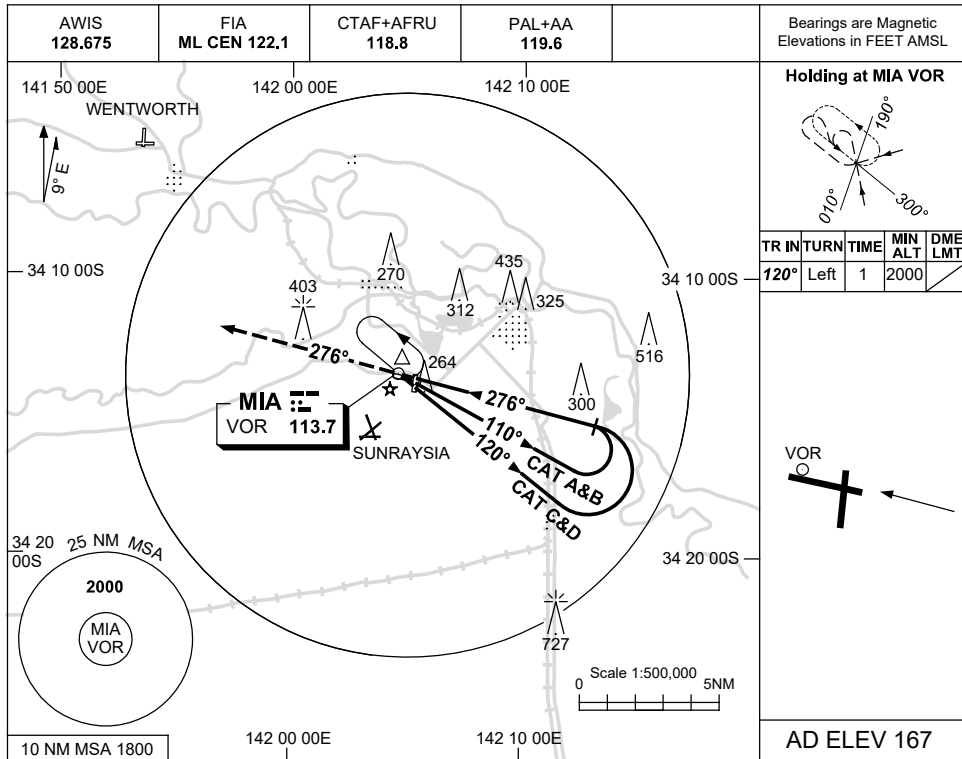 AWIS
128.675
FIA
ML CEN 122.1
CTAF+AFRU
118.8
PAL+AA
119.6
Bearings are Magnetic
Elevations in FEET AMSL
141 50 00E
142 00 00E
142 10 00E
WENTWORTH
9° E
34 10 00S
34 10 00S
403
270
312
435
325
516
264
300
276°
276°
110°
CAT A&B
120°
CAT C&D
MIA
VOR 113.7
SUNRAYSIA
34 20
00S
34 20 00S
25 NM MSA
2000
MIA
VOR
727
Scale 1:500,000
0 5NM
10 NM MSA 1800
142 00 00E
142 10 00E
Holding at MIA VOR
190°
010°
300°
TR IN TURN TIME MIN ALT DME LMT
120° Left 1 2000
VOR
AD ELEV 167